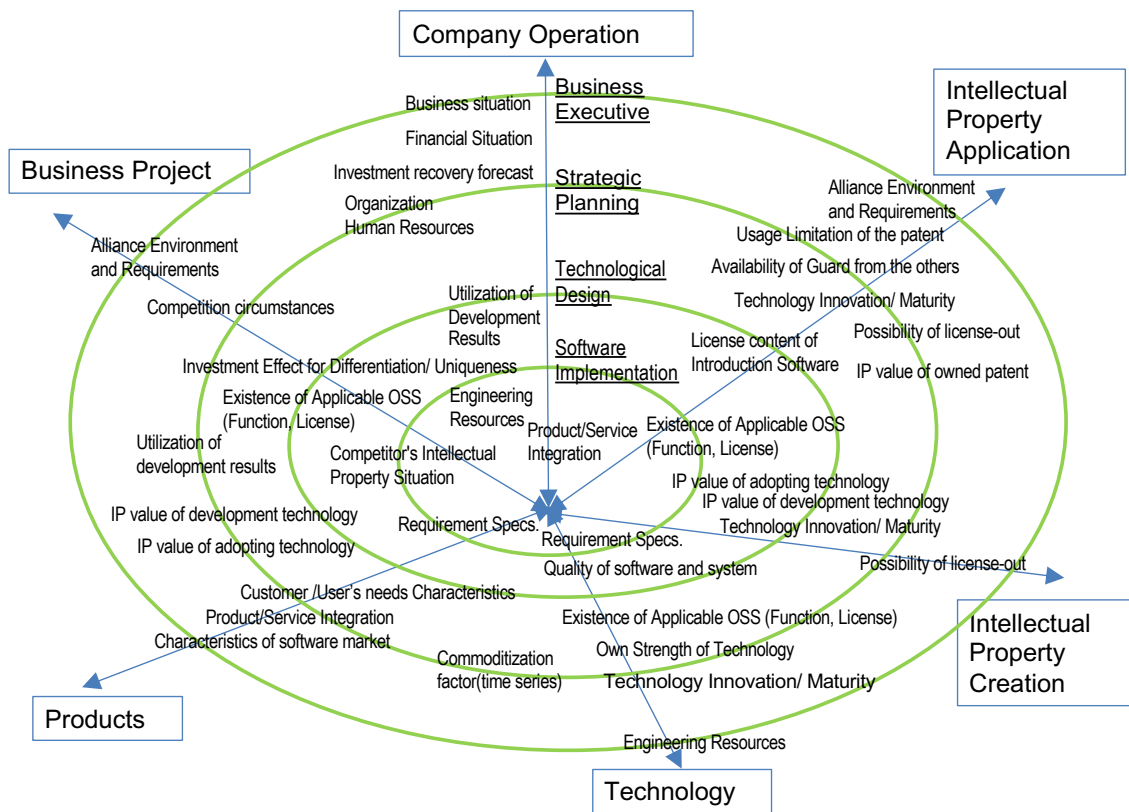 Company Operation
Business
Executive
Business situation
Intellectual
Property
Application
Financial Situation
Business Project
Investment recovery forecast
Strategic
Planning
Alliance Environment
and Requirements
Organization
Human Resources
Usage Limitation of the patent
Alliance Environment
and Requirements
Technological
Design
Availability of Guard from the others
Competition circumstances
Utilization of
Development
Results
Technology Innovation/ Maturity
Possibility of license-out
License content of
Introduction Software
Software
Implementation
Investment Effect for Differentiation/ Uniqueness
IP value of owned patent
Existence of Applicable OSS
(Function, License)
Engineering
Resources
Product/Service
Integration
Existence of Applicable OSS
(Function, License)
Utilization of
development results
Competitor's Intellectual
Property Situation
IP value of adopting technology
IP value of development technology
Technology Innovation/ Maturity
IP value of development technology
Requirement Specs.
Requirement Specs.
IP value of adopting technology
Quality of software and system
Possibility of license-out
Customer /User's needs Characteristics
Product/Service Integration
Characteristics of software market
Existence of Applicable OSS (Function, License)
Own Strength of Technology
Intellectual
Property
Creation
Commoditization
factor(time series)
Technology Innovation/ Maturity
Products
Engineering Resources
Technology